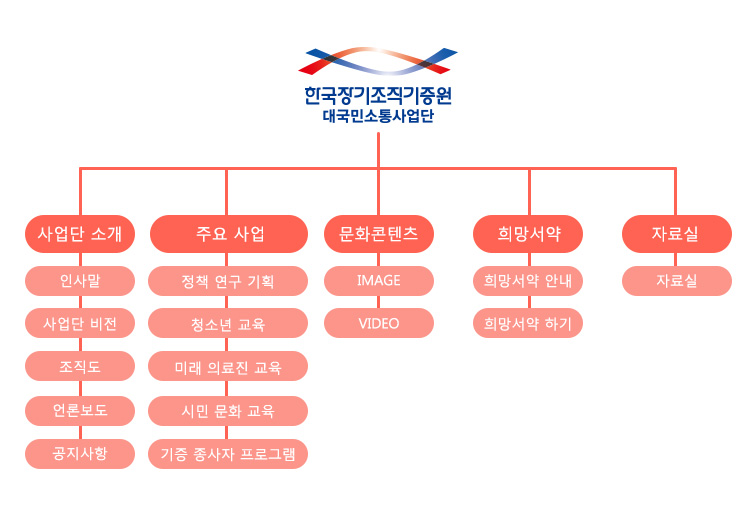 한국장기조직기증원
대국민소통사업단
사업단 소개
주요 사업
문화콘텐츠
희망서약
자료실
인사말
정책 연구 기획
IMAGE
희망서약 안내
자료실
사업단 비전
청소년 교육
VIDEO
희망서약 하기
조직도
미래 의료진 교육
언론보도
시민 문화 교육
공지사항
기증 종사자 프로그램